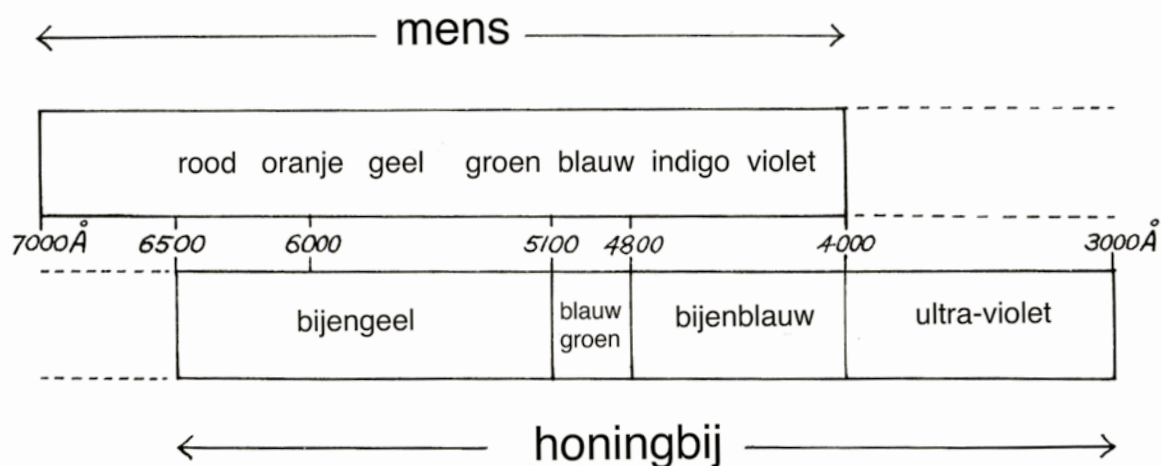 mens
rood oranje geel groen blauw indigo violet
7000Å 6500 6000 5100 4800 4000 3000Å
bijengeel blauw groen bijenblauw ultra-violet
honingbij